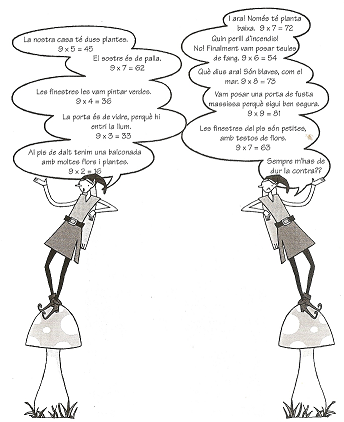 La nostra casa té dues plantes.
9 x 5 = 45
El sostre és de palla.
9 x 7 = 62
Les finestres les vam pintar verdes.
9 x 4 = 36
La porta és de vidre, perquè hi
entri la llum.
9 x 3 = 33
Al pis de dalt tenim una balconada
amb moltes flors i plantes.
9 x 2 = 16
I ara! Només té planta
baixa. 9 x 7 = 72
Quin perill d'incendis!
No! Finalment vam posar teules
de fang. 9 x 6 = 54
Què dius ara! Són blaves, com el
mar. 9 x 8 = 73
Vam posar una porta de fusta
massissa perquè sigui ben segura.
9 x 9 = 81
Les finestres del pis són petites,
amb testos de flors.
9 x 7 = 63
Sempre m'has de
dur la contra??